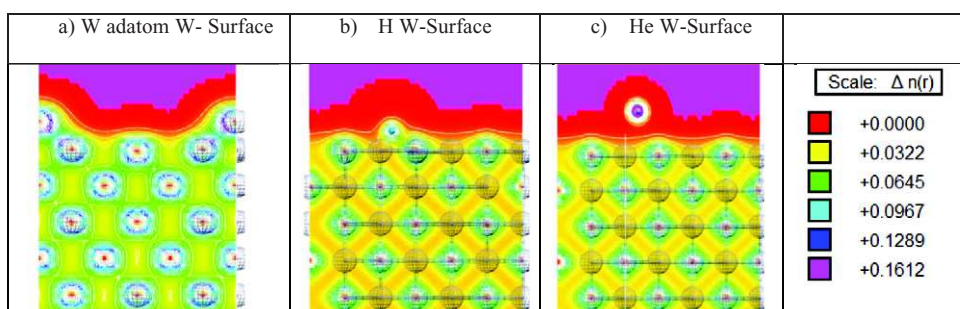 a) W adatom W- Surface
b) H W-Surface
c) He W-Surface
Scale: Δ n(r)
+0.0000
+0.0322
+0.0645
+0.0967
+0.1289
+0.1612